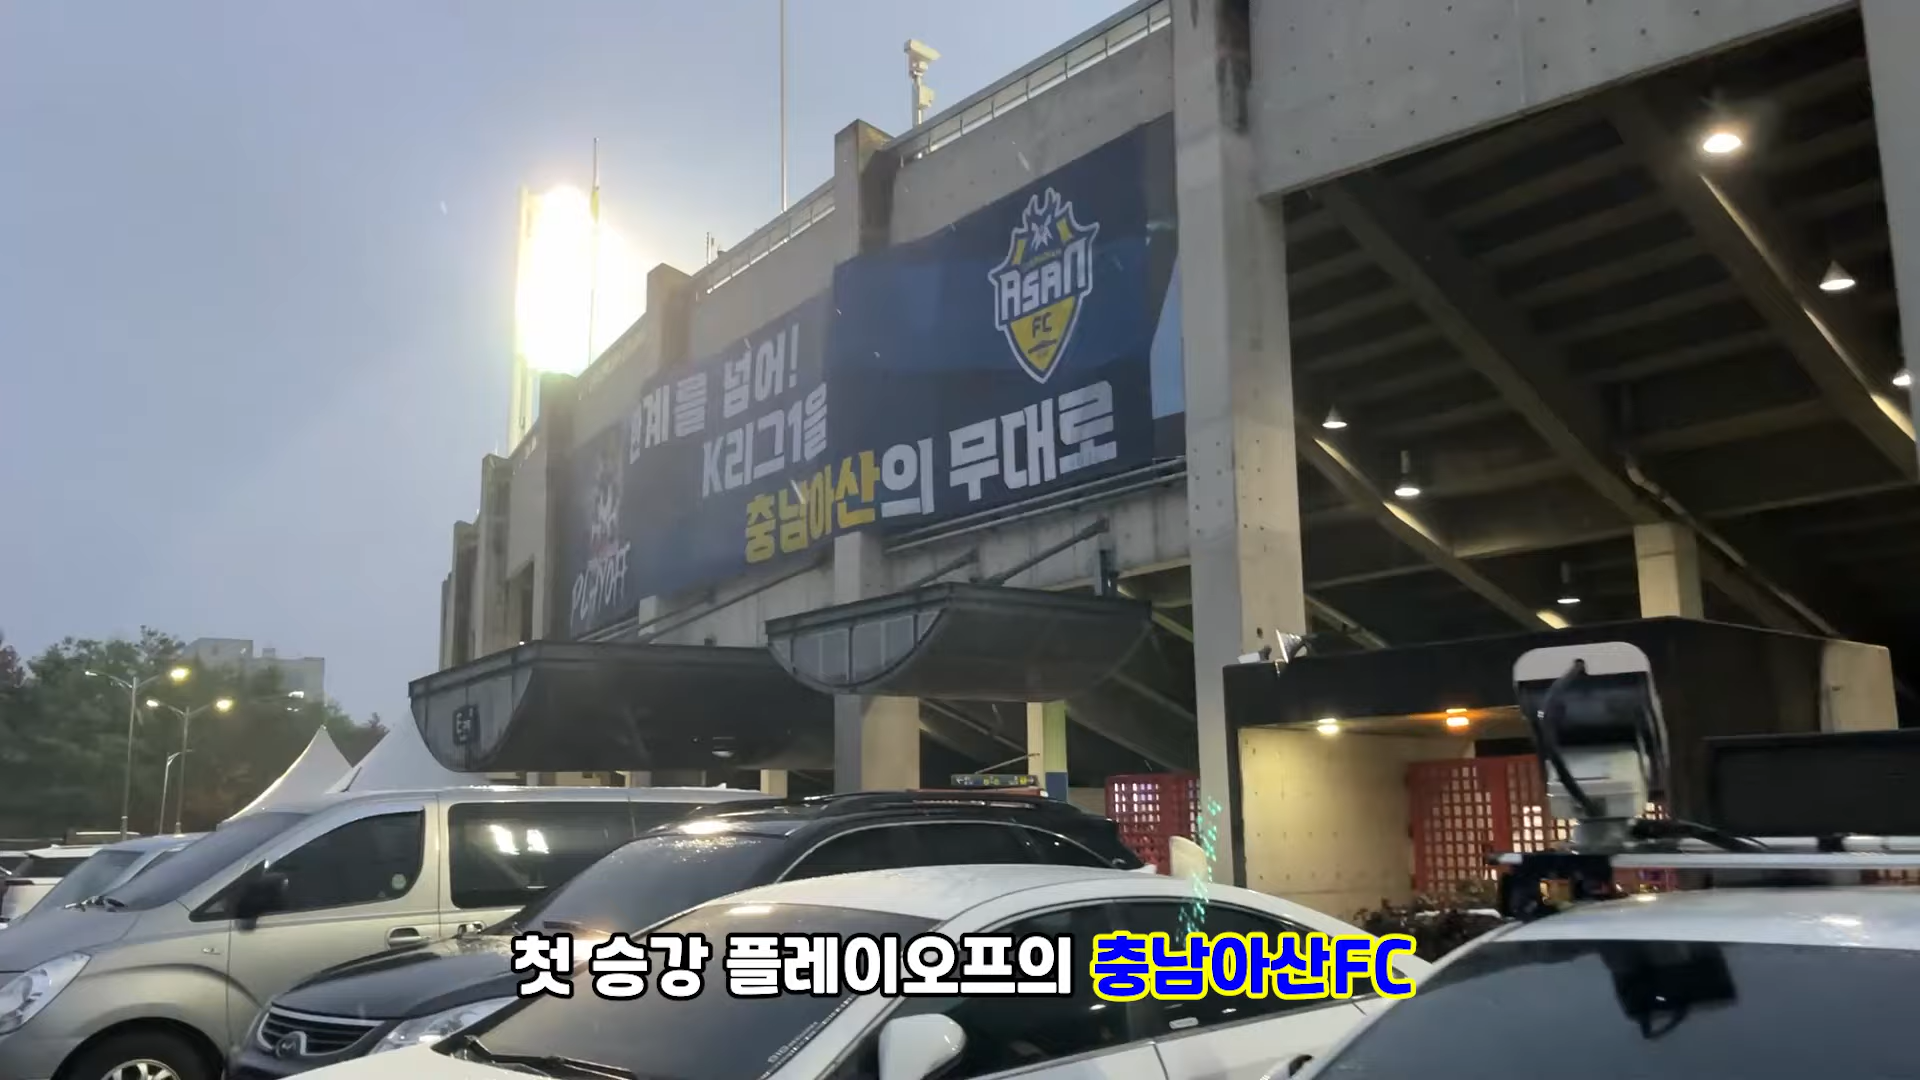 한계를 넘어!
K리그1을
충남아산의 무대로
ASAN
FC
PLAYOFF
첫 승강 플레이오프의 충남아산FC